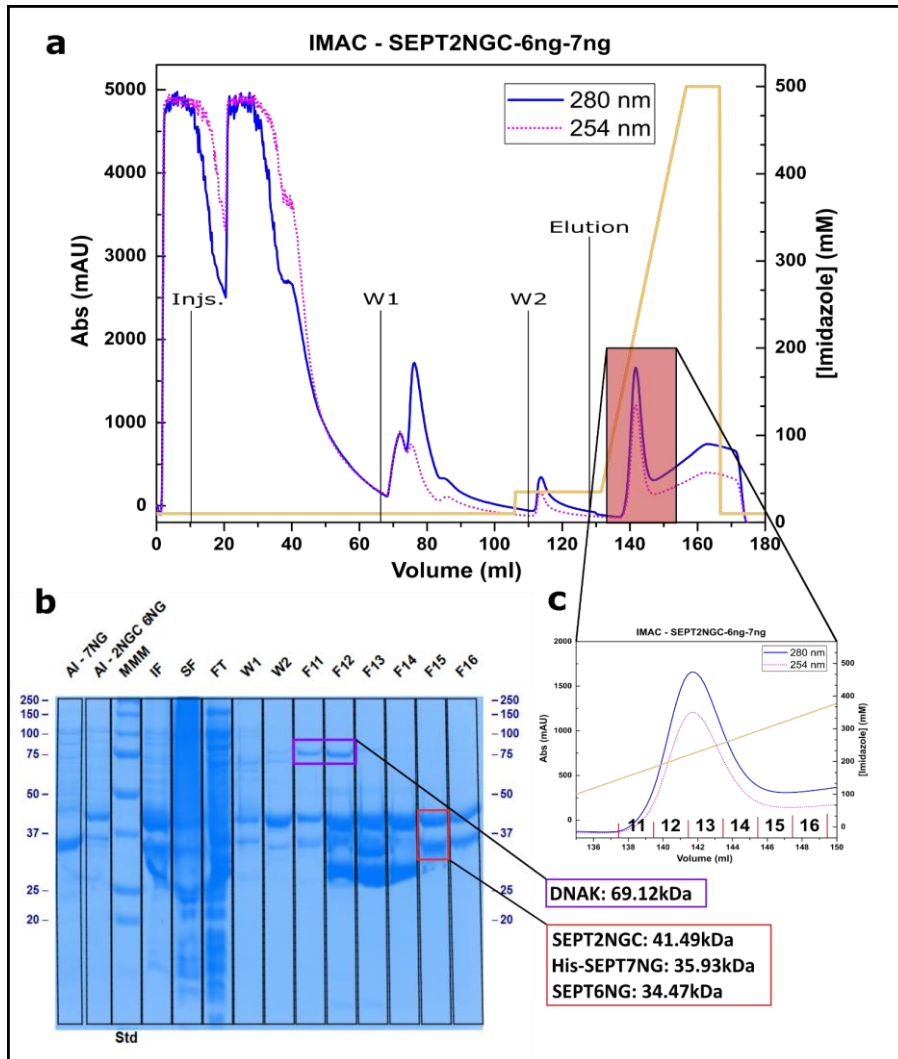 a
IMAC - SEPT2NGC-6ng-7ng
280 nm
254 nm
5000
4000
3000
2000
1000
0
Abs (mAU)
500
400
300
200
100
0
[Imidazole] (mM)
Injs.
W1
W2
Elution
0 20 40 60 80 100 120 140 160 180
Volume (ml)
b
AI - 7NG
AI - 2NGC 6NG
MMM
IF
SF
FT
W1
W2
F11
F12
F13
F14
F15
F16
250
150
100
75
50
37
25
20
250
150
100
75
50
37
25
20
Std
c
IMAC - SEPT2NGC-6ng-7ng
280 nm
254 nm
2000
1500
1000
500
0
Abs (mAU)
500
400
300
200
100
0
[Imidazole] (mM)
11 12 13 14 15 16
136 138 140 142 144 146 148 150
Volume (ml)
DNAK: 69.12kDa
SEPT2NGC: 41.49kDa
His-SEPT7NG: 35.93kDa
SEPT6NG: 34.47kDa